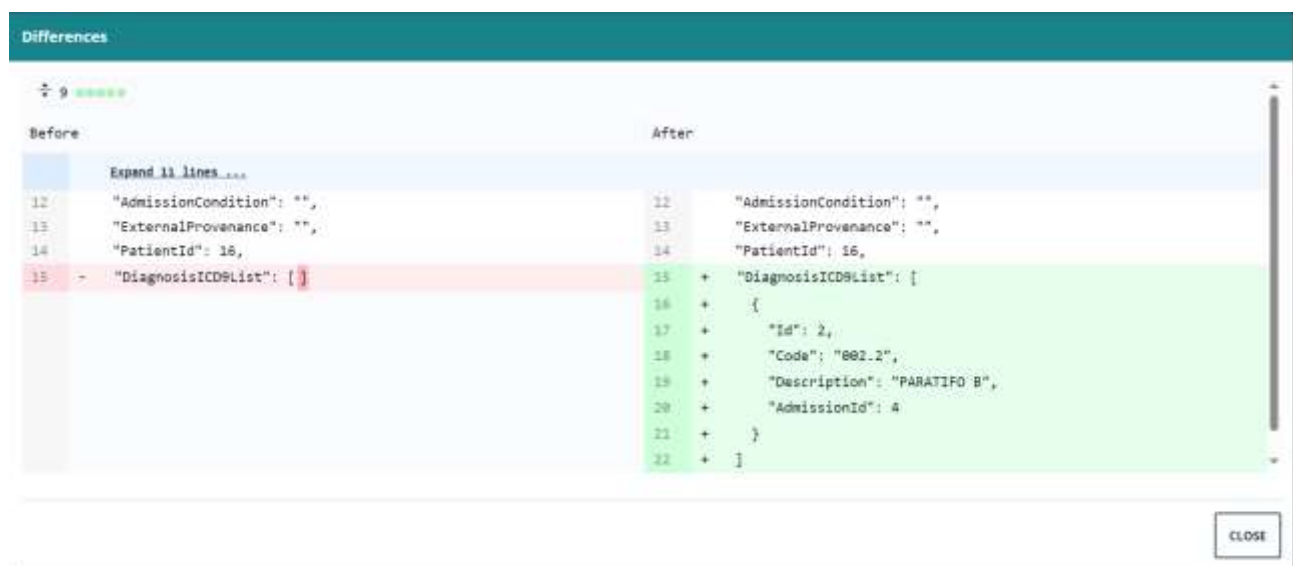 Differences
9
Before After
Expand 11 lines ...
12 "AdmissionCondition": "", 12 "AdmissionCondition": "",
13 "ExternalProvenance": "", 13 "ExternalProvenance": "",
14 "PatientId": 16, 14 "PatientId": 16,
15 - "DiagnosisICD9List": [] 15 + "DiagnosisICD9List": [
16 + {
17 + "Id": 2,
18 + "Code": "002.2",
19 + "Description": "PARATIFO B",
20 + "AdmissionId": 4
21 + }
22 + ]
CLOSE